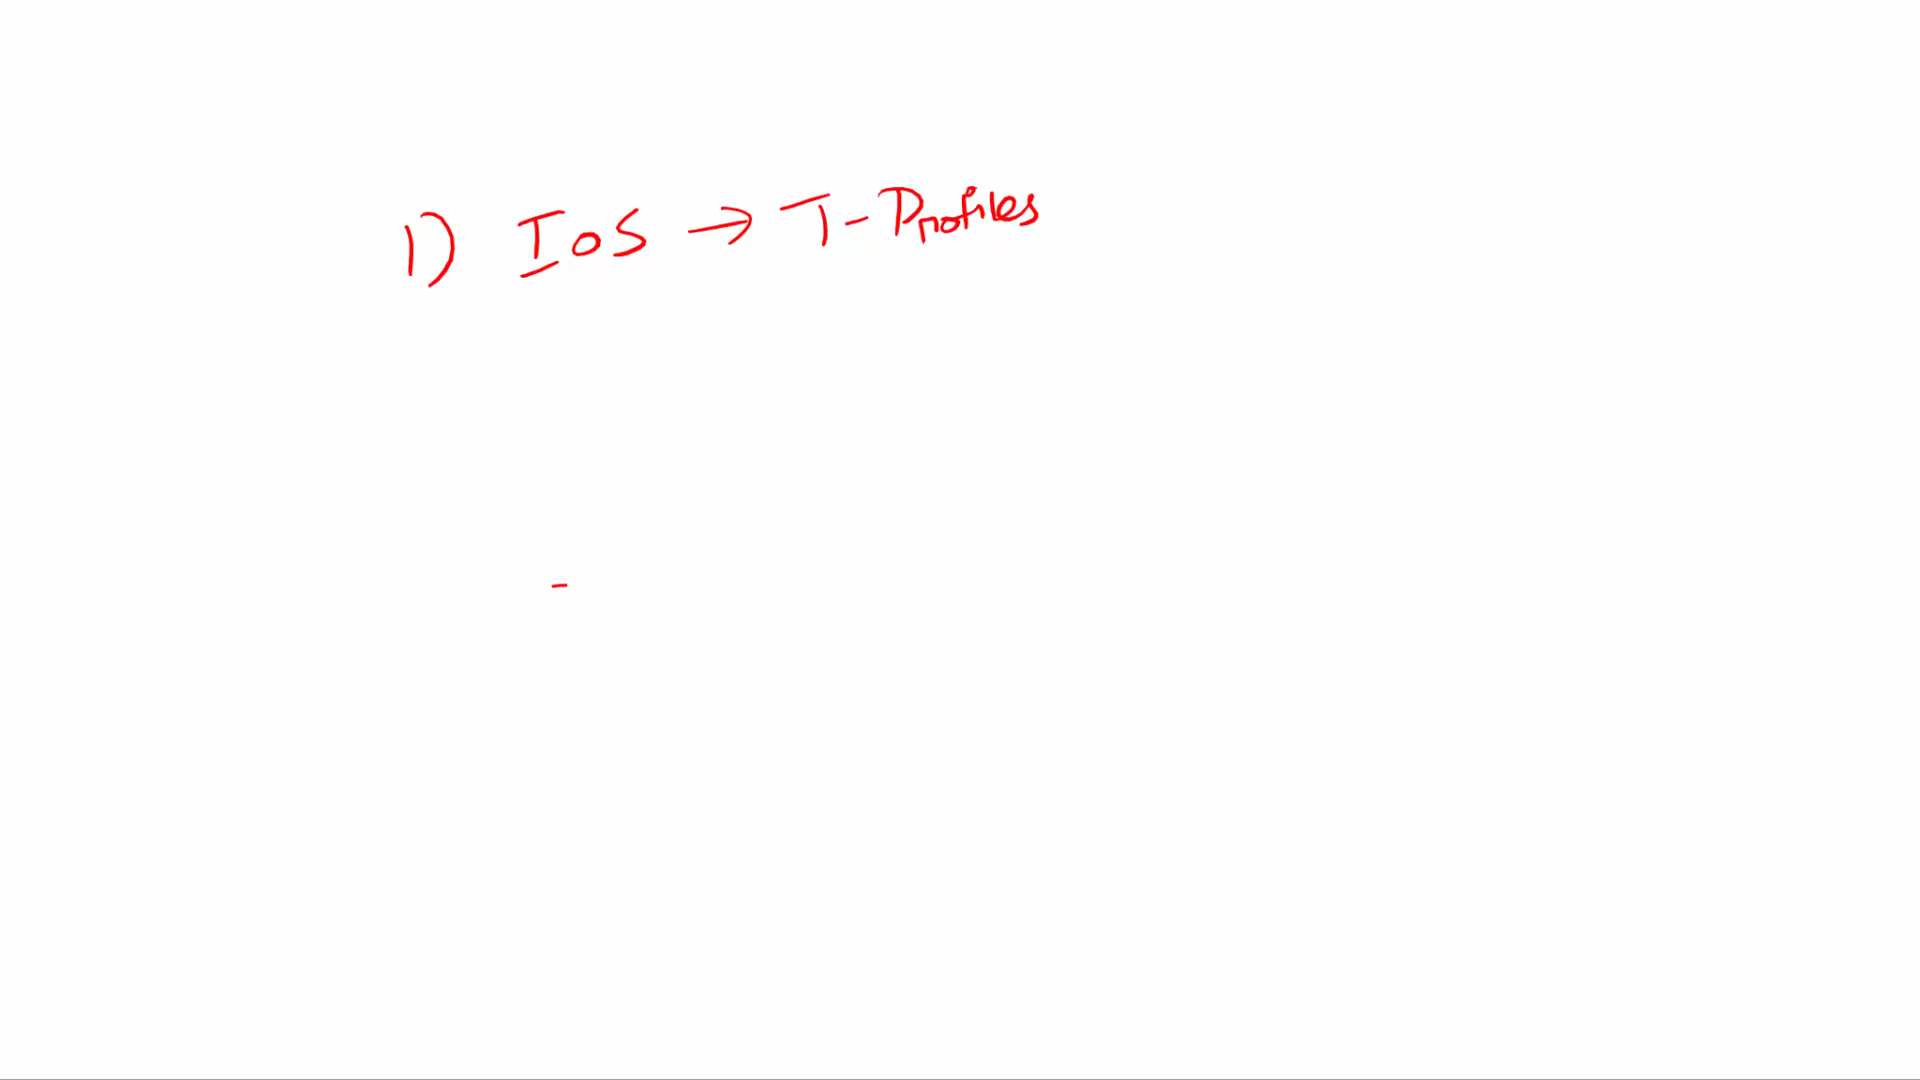 1) IOS → T-Profiles
-